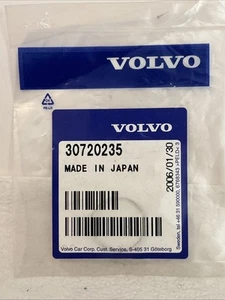 VOLVO
VOLVO
30720235
MADE IN JAPAN
2006/01/30
Volvo Car Corp. Cust. Service, S-405 31 Göteborg